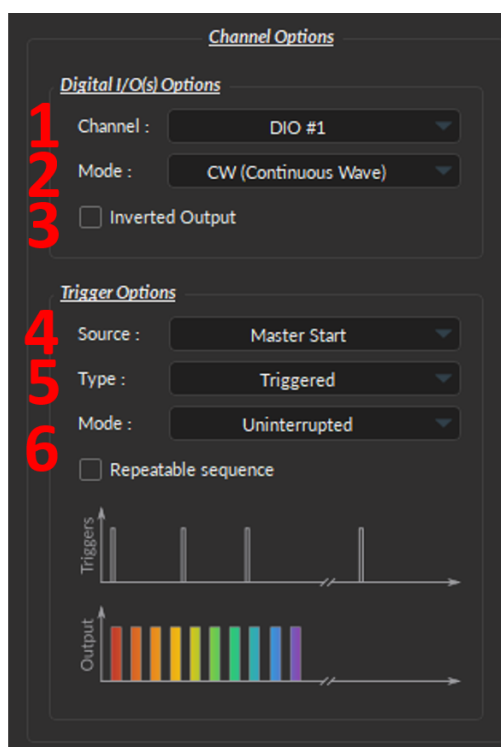 Channel Options
Digital I/O(s) Options
1 Channel : DIO #1
2 Mode : CW (Continuous Wave)
3 Inverted Output
Trigger Options
4 Source : Master Start
5 Type : Triggered
6 Mode : Uninterrupted
Repeatable sequence
Triggers
Output